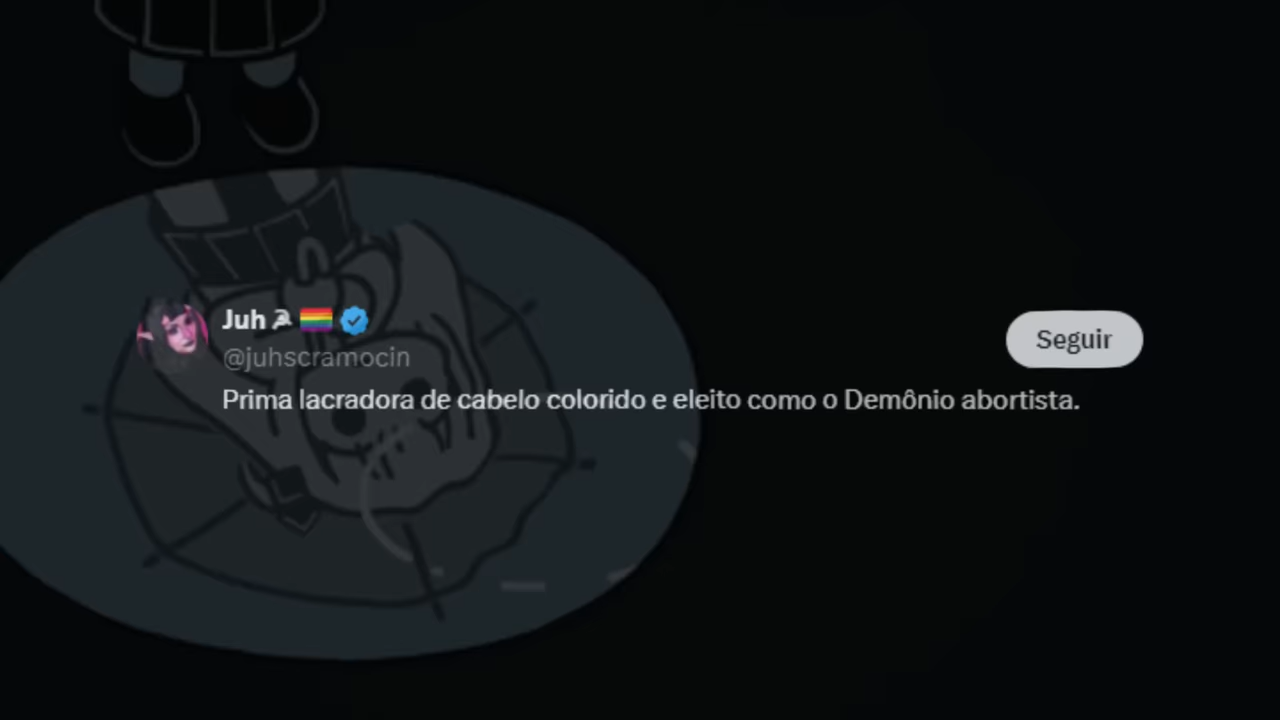 Juh ☭ 🏳️‍🌈
@juhscramocin
Seguir
Prima lacradora de cabelo colorido e eleito como o Demônio abortista.